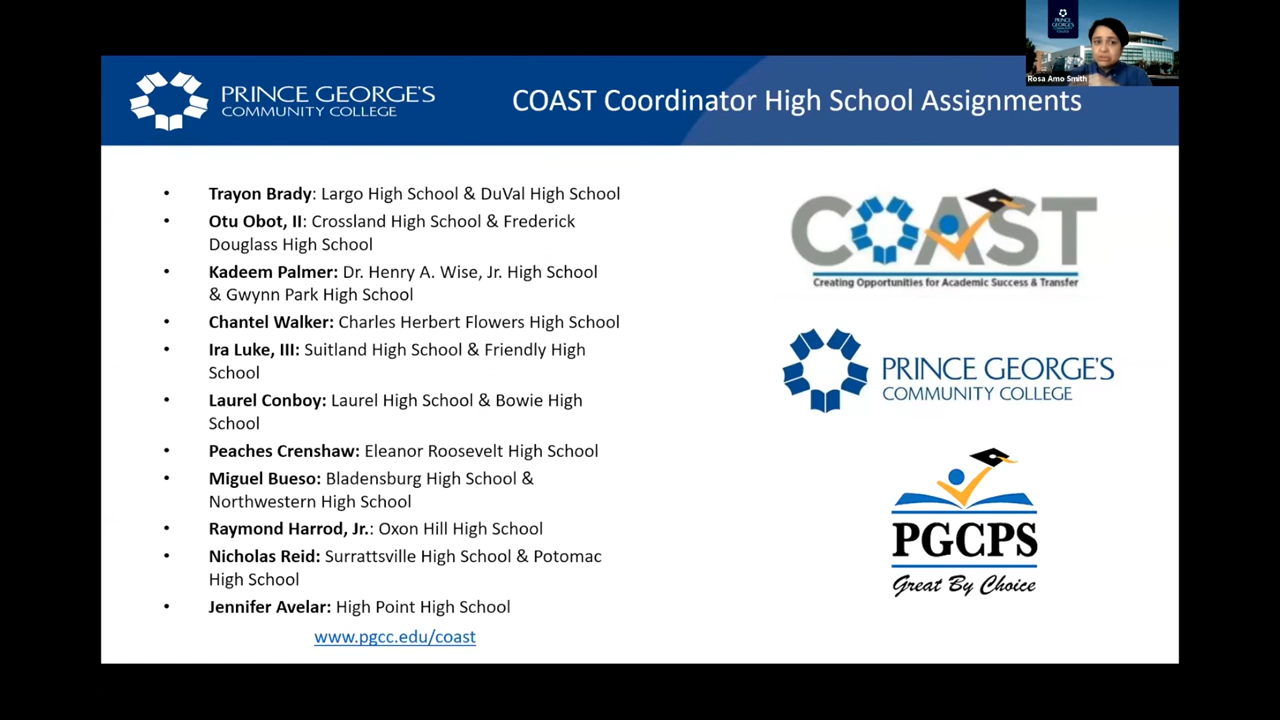 PRINCE GEORGE'S
COMMUNITY COLLEGE
COAST Coordinator High School Assignments
PRINCE
GEORGE'S
COMMUNITY
COLLEGE
Rosa Amo Smith
• Trayon Brady: Largo High School & DuVal High School
• Otu Obot, II: Crossland High School & Frederick
Douglass High School
• Kadeem Palmer: Dr. Henry A. Wise, Jr. High School
& Gwynn Park High School
• Chantel Walker: Charles Herbert Flowers High School
• Ira Luke, III: Suitland High School & Friendly High
School
• Laurel Conboy: Laurel High School & Bowie High
School
• Peaches Crenshaw: Eleanor Roosevelt High School
• Miguel Bueso: Bladensburg High School &
Northwestern High School
• Raymond Harrod, Jr.: Oxon Hill High School
• Nicholas Reid: Surrattsville High School & Potomac
High School
• Jennifer Avelar: High Point High School
www.pgcc.edu/coast
COAST
Creating Opportunities for Academic Success & Transfer
PRINCE GEORGE'S
COMMUNITY COLLEGE
PGCPS
Great By Choice